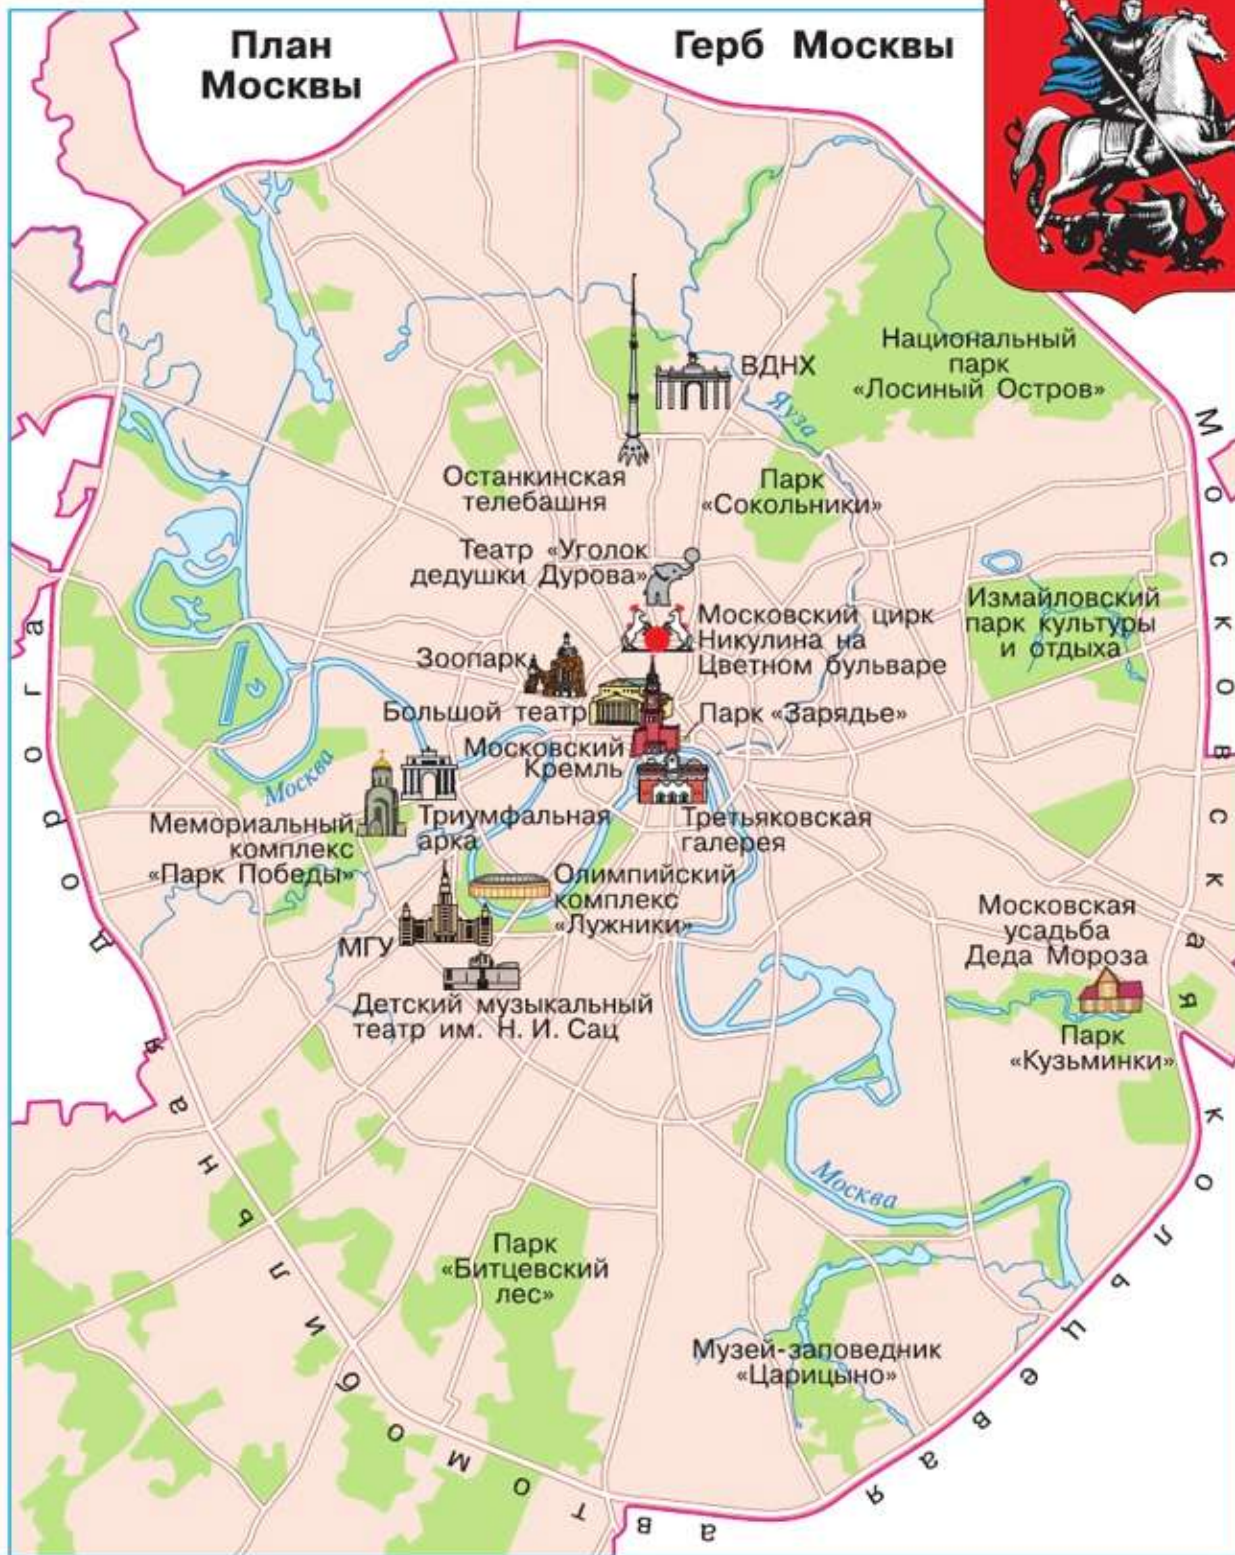 План
Москвы
Герб Москвы
Национальный
парк
«Лосиный Остров»
ВДНХ
Яуза
Останкинская
телебашня
Парк
«Сокольники»
Театр «Уголок
дедушки Дурова»
Московский цирк
Никулина на
Цветном бульваре
Измайловский
парк культуры
и отдыха
Зоопарк
Большой театр
Парк «Зарядье»
Московский
Кремль
Москва
Триумфальная
арка
Третьяковская
галерея
Мемориальный
комплекс
«Парк Победы»
Олимпийский
комплекс
«Лужники»
МГУ
Московская
усадьба
Деда Мороза
Детский музыкальный
театр им. Н. И. Сац
Парк
«Кузьминки»
Москва
Парк
«Битцевский
лес»
Музей-заповедник
«Царицыно»
Московская кольцевая автомобильная дорога